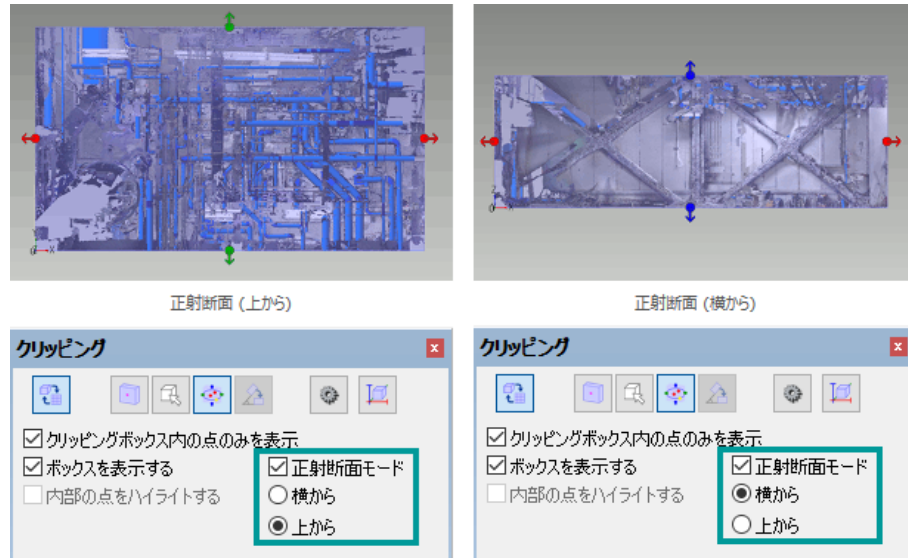 正射断面 (上から)
正射断面 (横から)
クリッピング
クリッピングボックス内の点のみを表示
ボックスを表示する
正射断面モード
内部の点をハイライトする
横から
上から
クリッピング
クリッピングボックス内の点のみを表示
ボックスを表示する
正射断面モード
内部の点をハイライトする
横から
上から